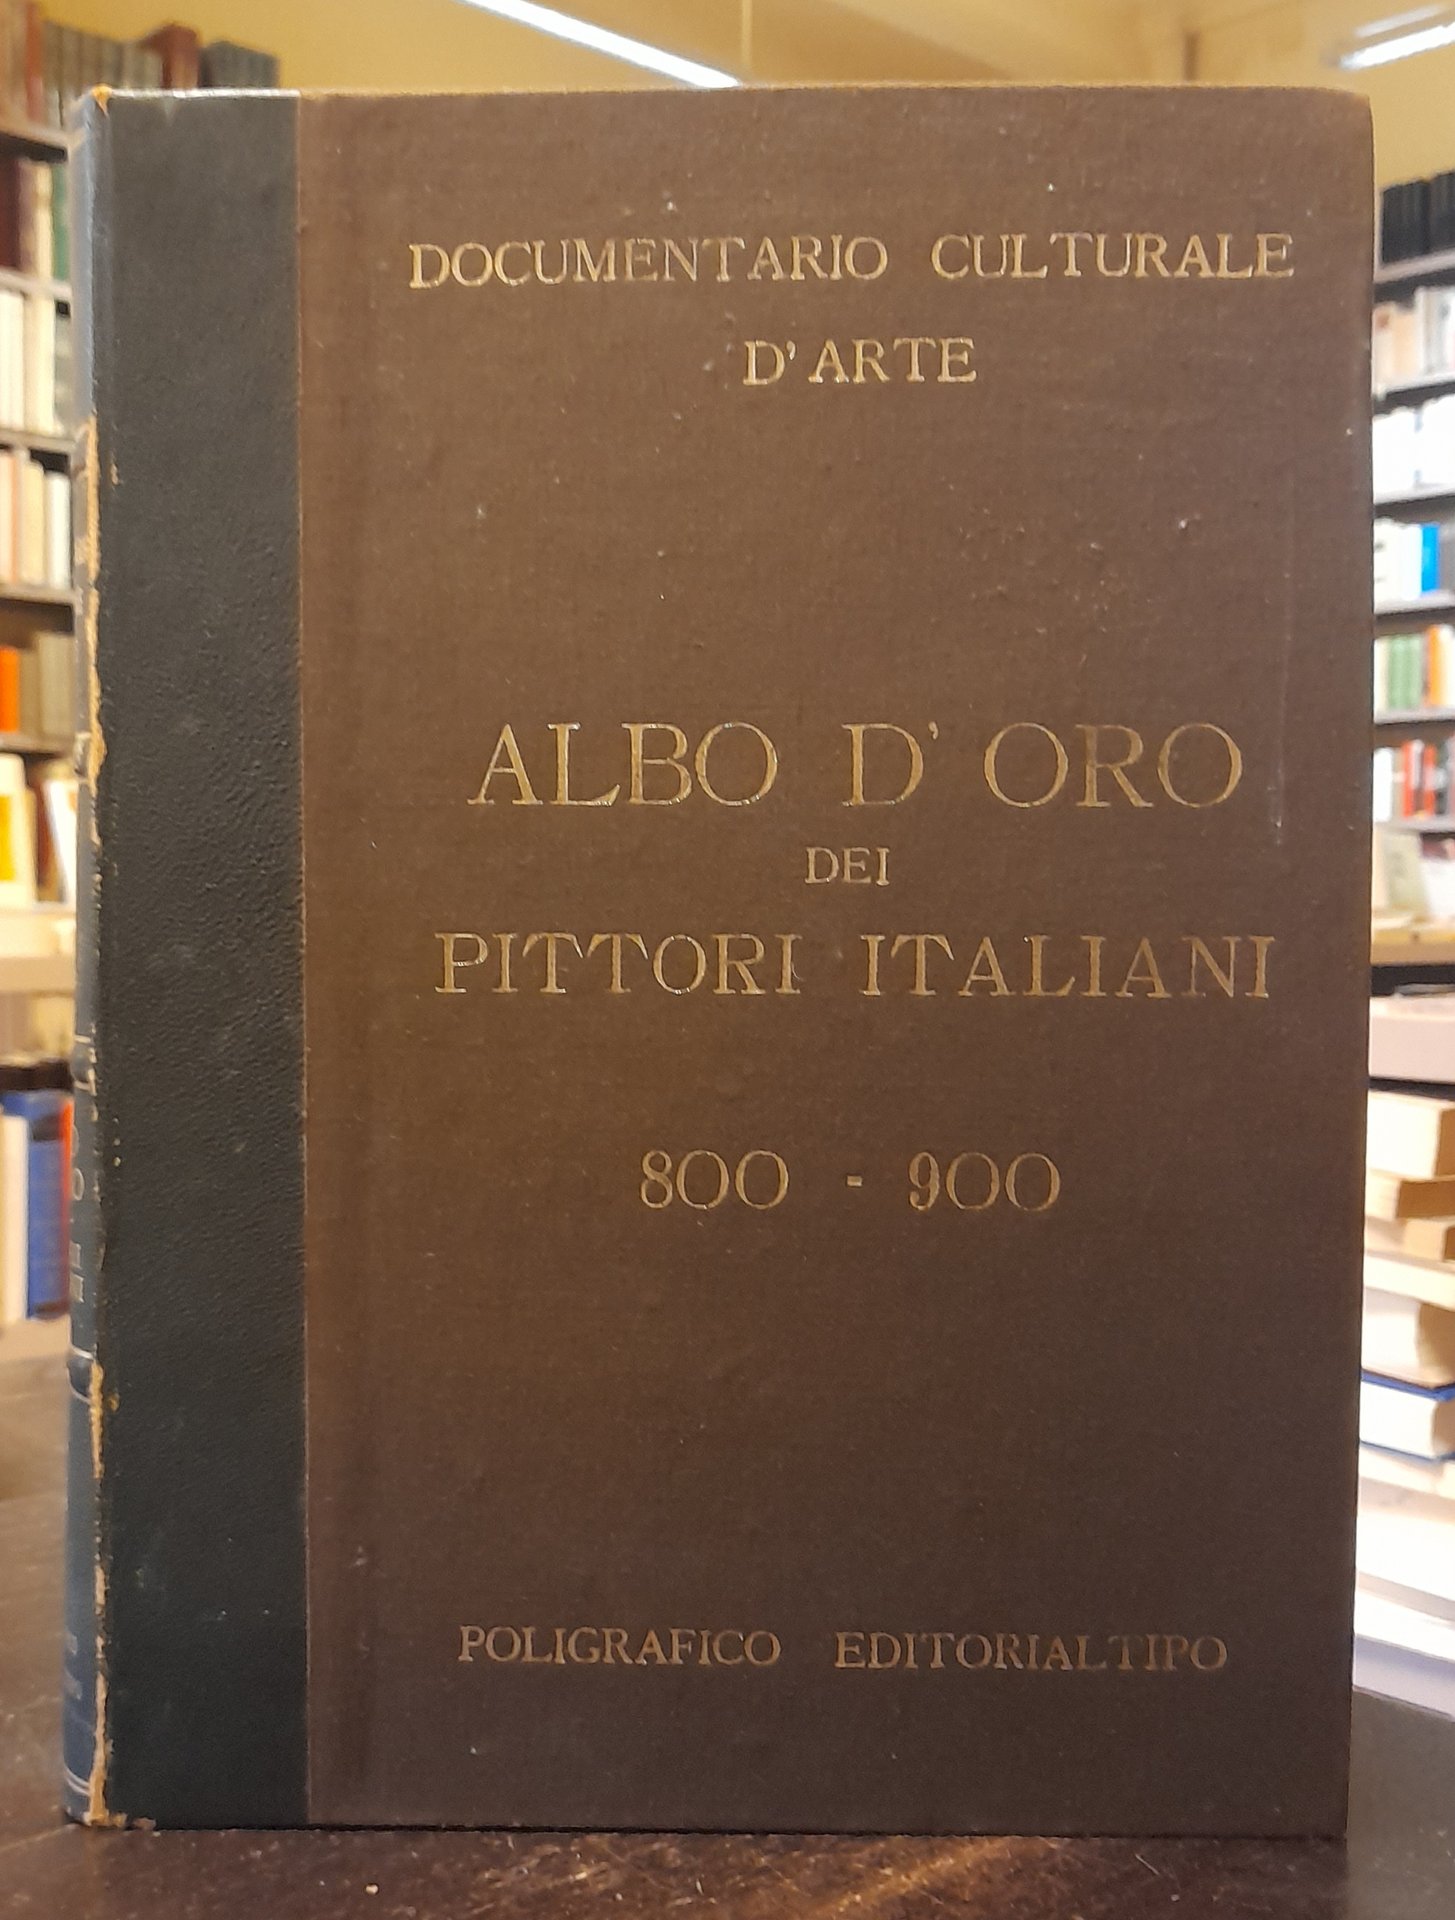 DOCUMENTARIO CULTURALE
D'ARTE
ALBO D'ORO
DEI
PITTORI ITALIANI
800 - 900
POLIGRAFICO EDITORIALTIPO